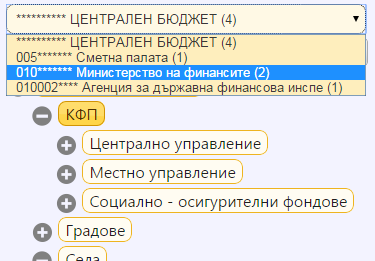 ********** ЦЕНТРАЛЕН БЮДЖЕТ (4)
********** ЦЕНТРАЛЕН БЮДЖЕТ (4)
005******* Сметна палата (1)
010******* Министерство на финансите (2)
010002**** Агенция за държавна финансова инспе (1)
КФП
Централно управление
Местно управление
Социално - осигурителни фондове
Градове
Села